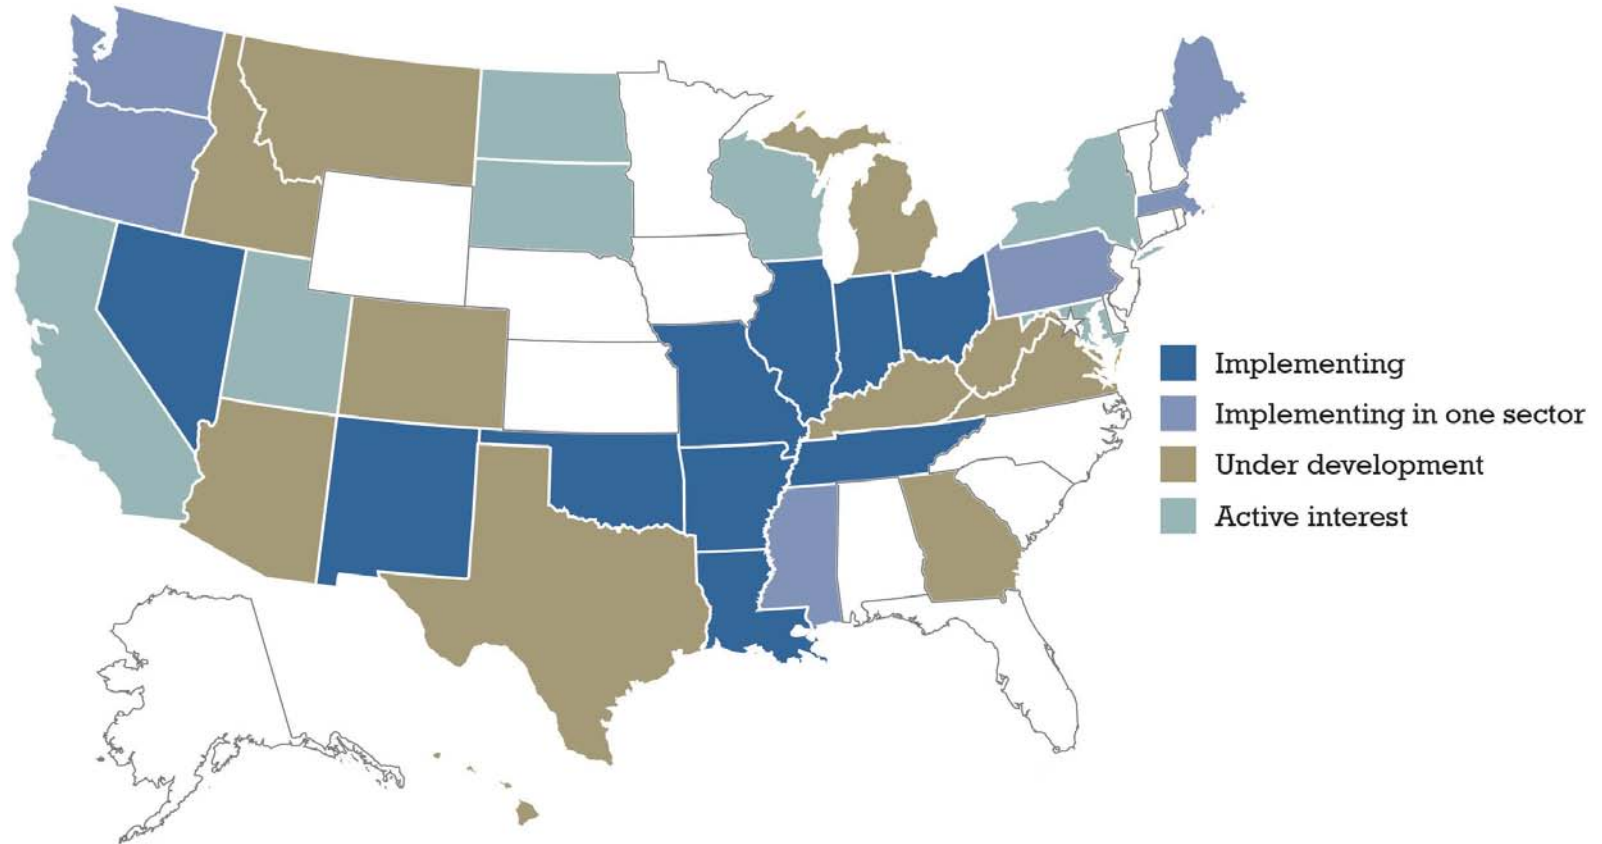 Implementing
Implementing in one sector
Under development
Active interest